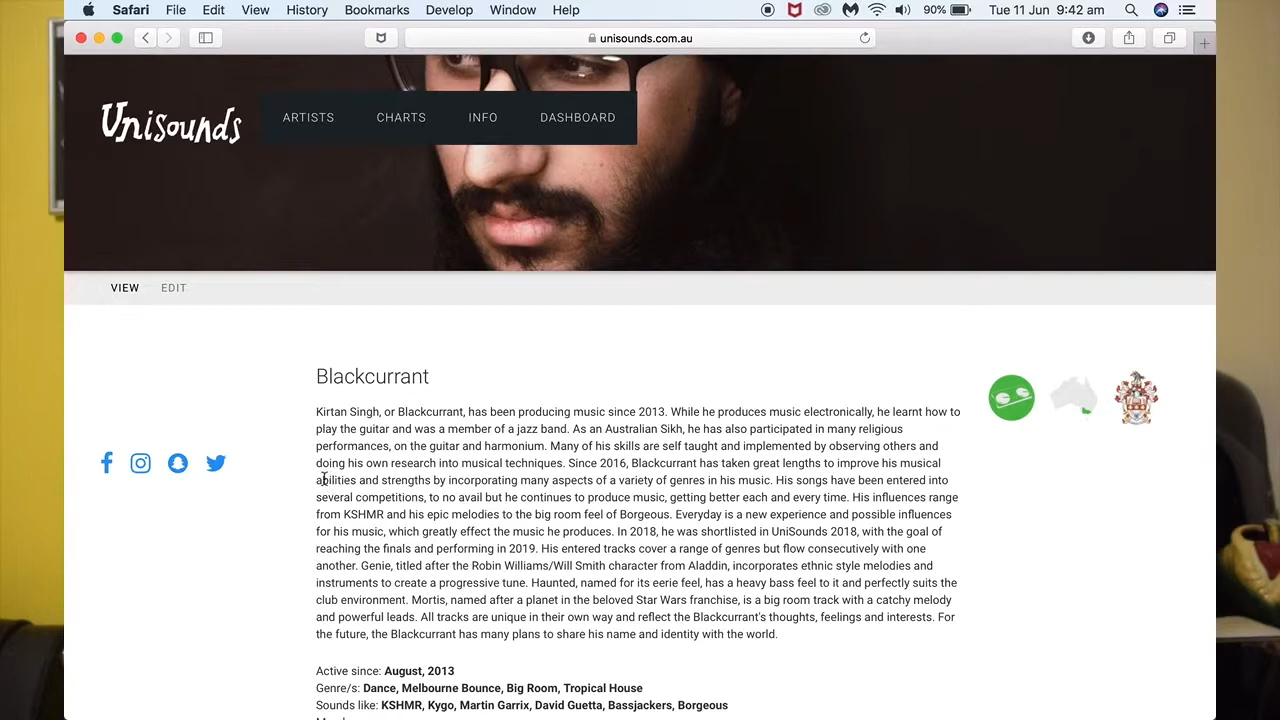 Safari File Edit View History Bookmarks Develop Window Help 90% Tue 11 Jun 9:42 am
unisounds.com.au
Unisounds ARTISTS CHARTS INFO DASHBOARD
VIEW EDIT
Blackcurrant
Kirtan Singh, or Blackcurrant, has been producing music since 2013. While he produces music electronically, he learnt how to
play the guitar and was a member of a jazz band. As an Australian Sikh, he has also participated in many religious
performances, on the guitar and harmonium. Many of his skills are self taught and implemented by observing others and
doing his own research into musical techniques. Since 2016, Blackcurrant has taken great lengths to improve his musical
abilities and strengths by incorporating many aspects of a variety of genres in his music. His songs have been entered into
several competitions, to no avail but he continues to produce music, getting better each and every time. His influences range
from KSHMR and his epic melodies to the big room feel of Borgeous. Everyday is a new experience and possible influences
for his music, which greatly effect the music he produces. In 2018, he was shortlisted in UniSounds 2018, with the goal of
reaching the finals and performing in 2019. His entered tracks cover a range of genres but flow consecutively with one
another. Genie, titled after the Robin Williams/Will Smith character from Aladdin, incorporates ethnic style melodies and
instruments to create a progressive tune. Haunted, named for its eerie feel, has a heavy bass feel to it and perfectly suits the
club environment. Mortis, named after a planet in the beloved Star Wars franchise, is a big room track with a catchy melody
and powerful leads. All tracks are unique in their own way and reflect the Blackcurrant's thoughts, feelings and interests. For
the future, the Blackcurrant has many plans to share his name and identity with the world.
Active since: August, 2013
Genre/s: Dance, Melbourne Bounce, Big Room, Tropical House
Sounds like: KSHMR, Kygo, Martin Garrix, David Guetta, Bassjackers, Borgeous